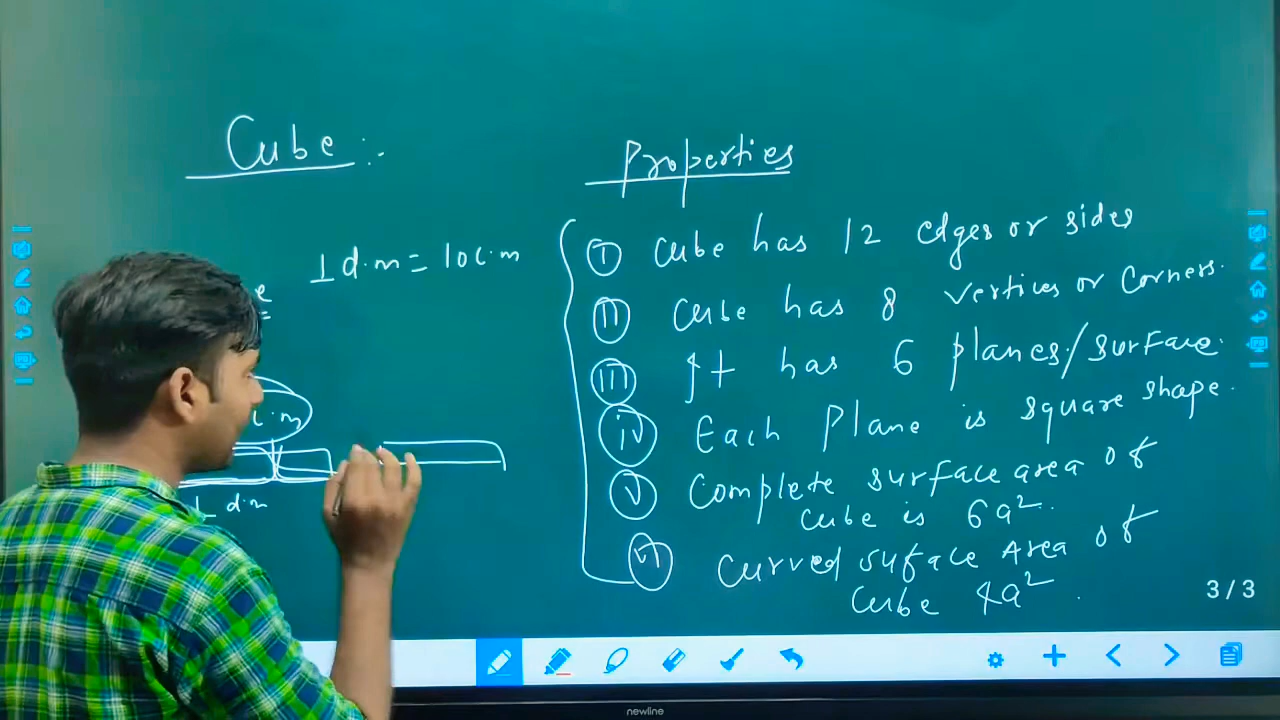 Cube :-
Properties
1 d.m = 10 c.m
(I) Cube has 12 edges or sides
(II) Cube has 8 vertices or corners.
(III) It has 6 planes/surface.
(iv) Each Plane is square shape.
(v) Complete surface area of
cube is 6a²
(VI) Curved suface Area of
Cube 4a².
1 d.m
3/3
newline